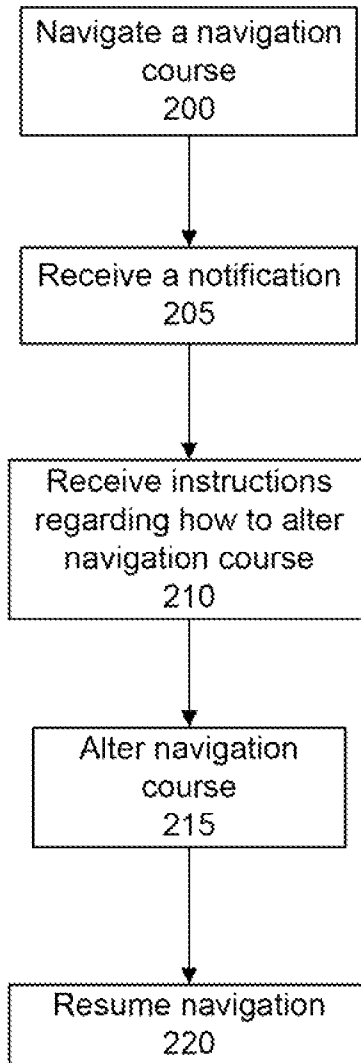 Navigate a navigation
course
200
Receive a notification
205
Receive instructions
regarding how to alter
navigation course
210
Alter navigation
course
215
Resume navigation
220